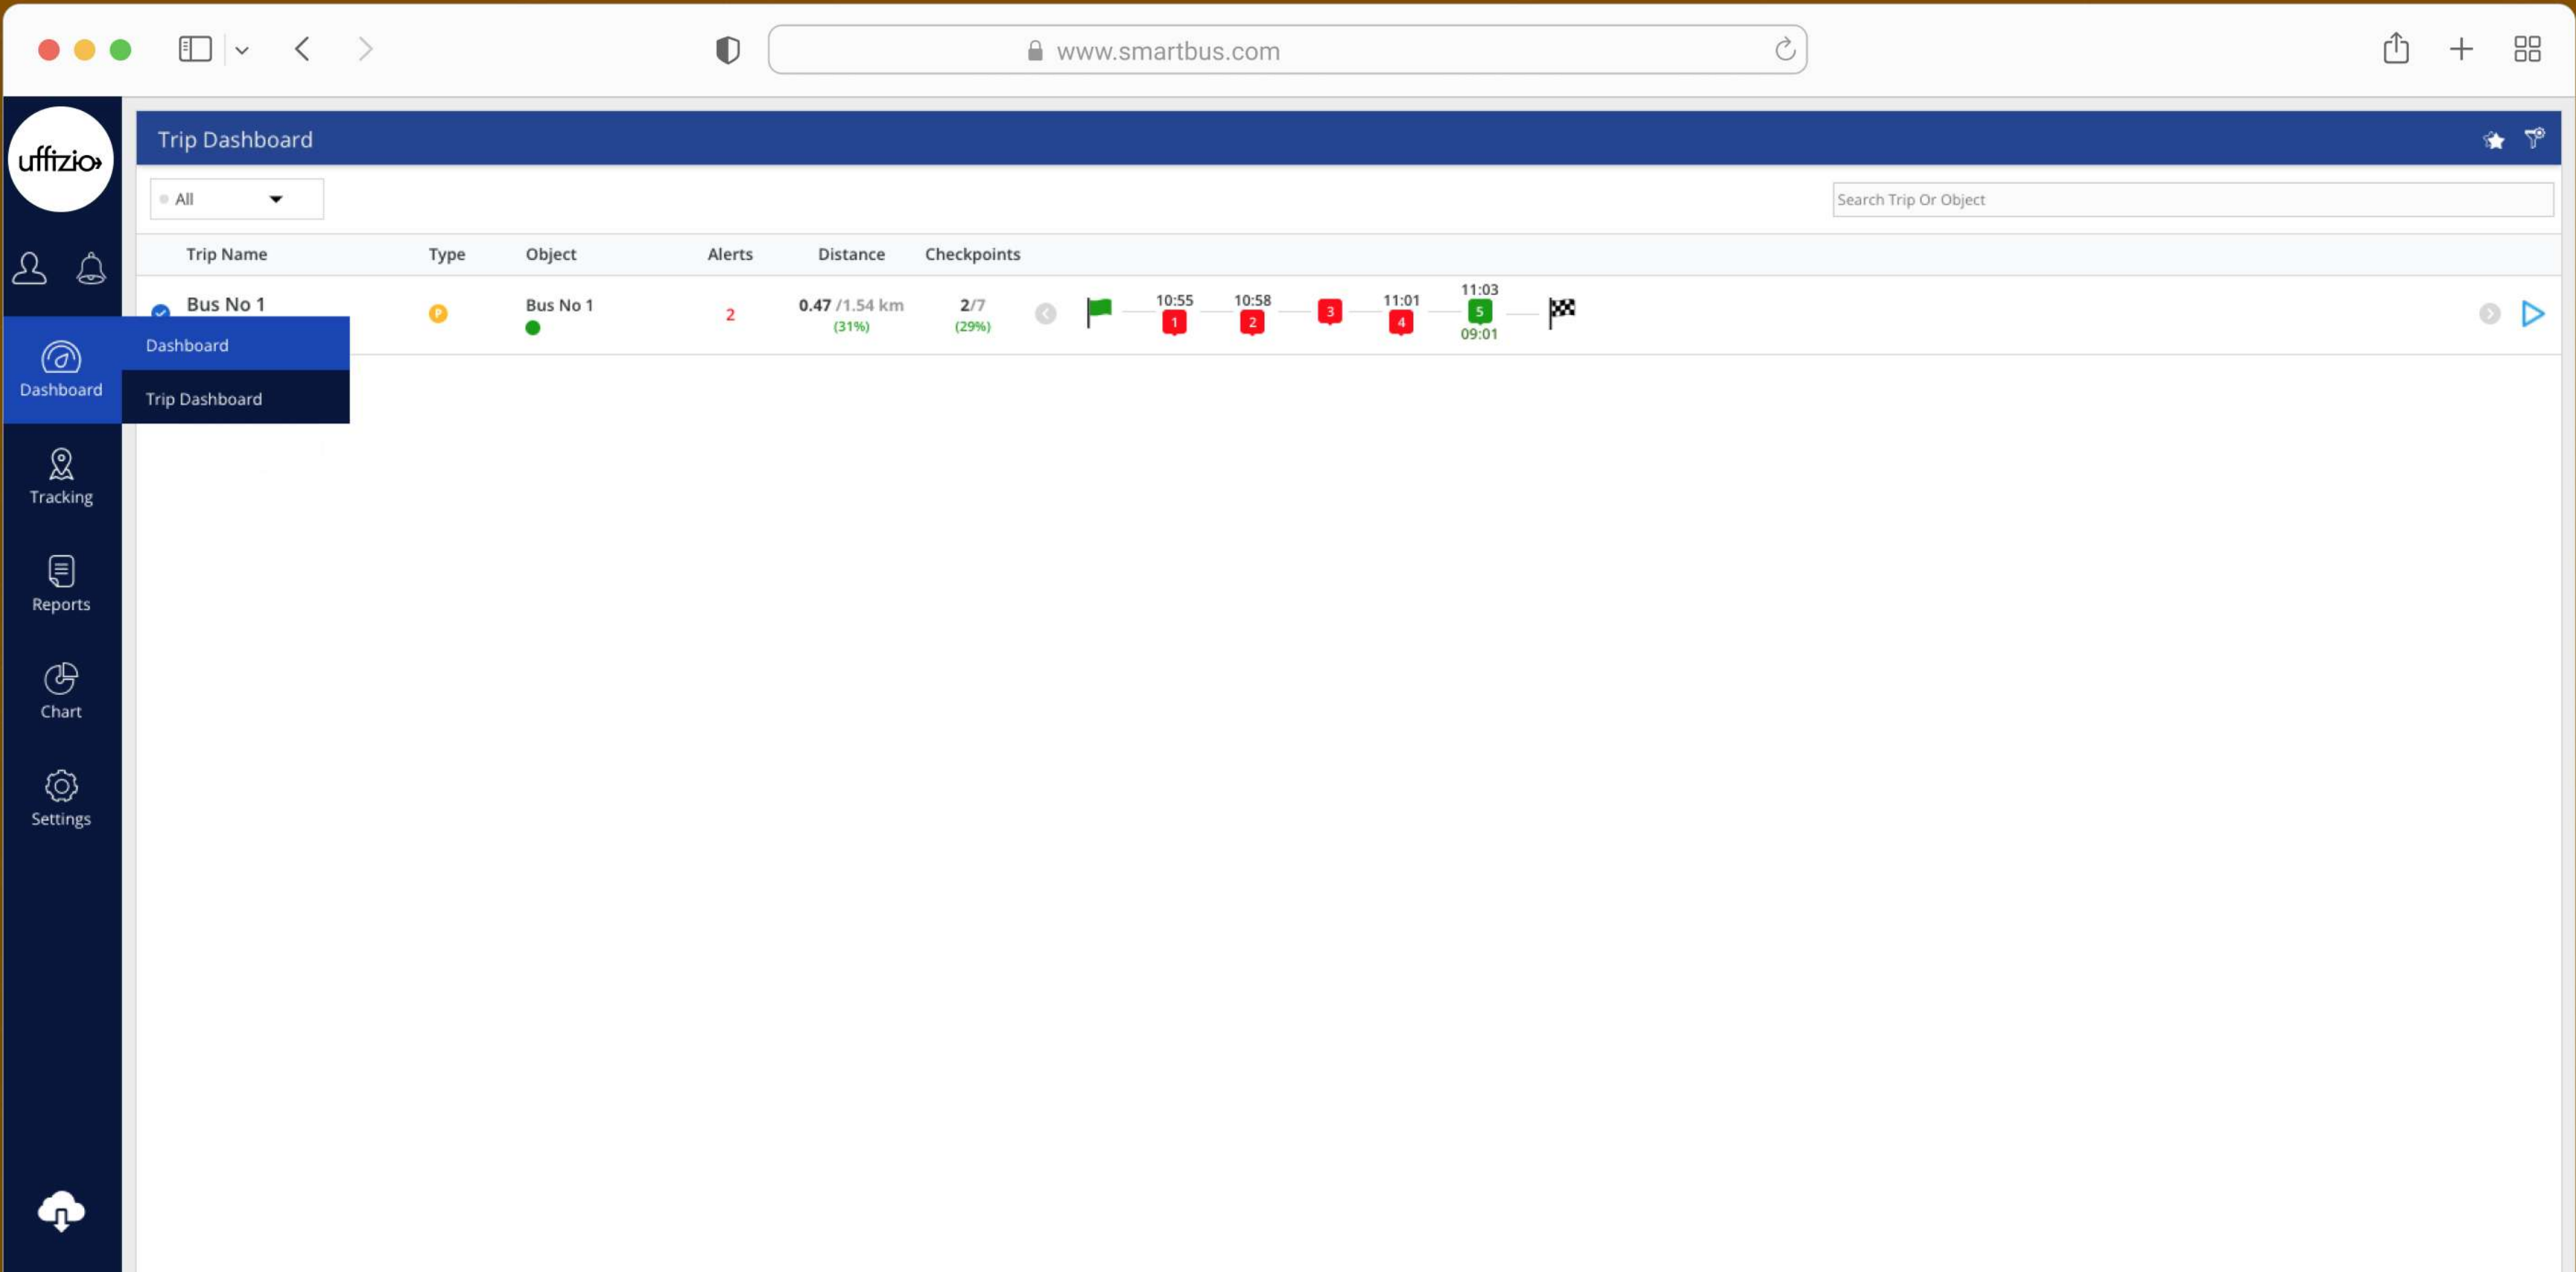 www.smartbus.com
uffizio
Trip Dashboard
All
Search Trip Or Object
Trip Name Type Object Alerts Distance Checkpoints
Bus No 1 P Bus No 1 2 0.47 /1.54 km 2/7 10:55 10:58 3 11:01 11:03
(31%) (29%) 1 2 4 5
09:01
Dashboard
Dashboard
Trip Dashboard
Tracking
Reports
Chart
Settings